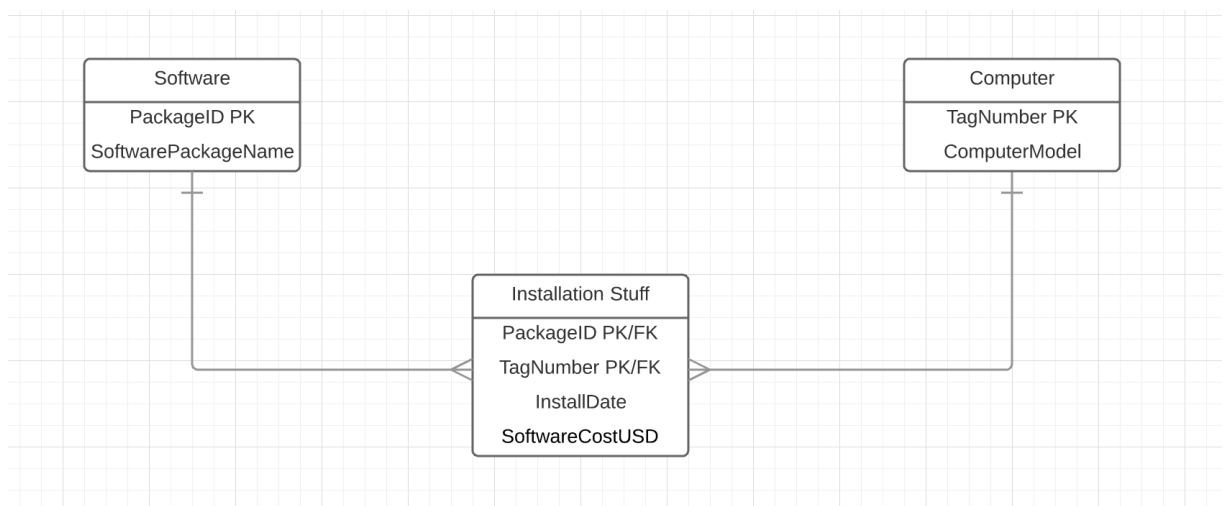 Software
PackageID PK
SoftwarePackageName
Computer
TagNumber PK
ComputerModel
Installation Stuff
PackageID PK/FK
TagNumber PK/FK
InstallDate
SoftwareCostUSD